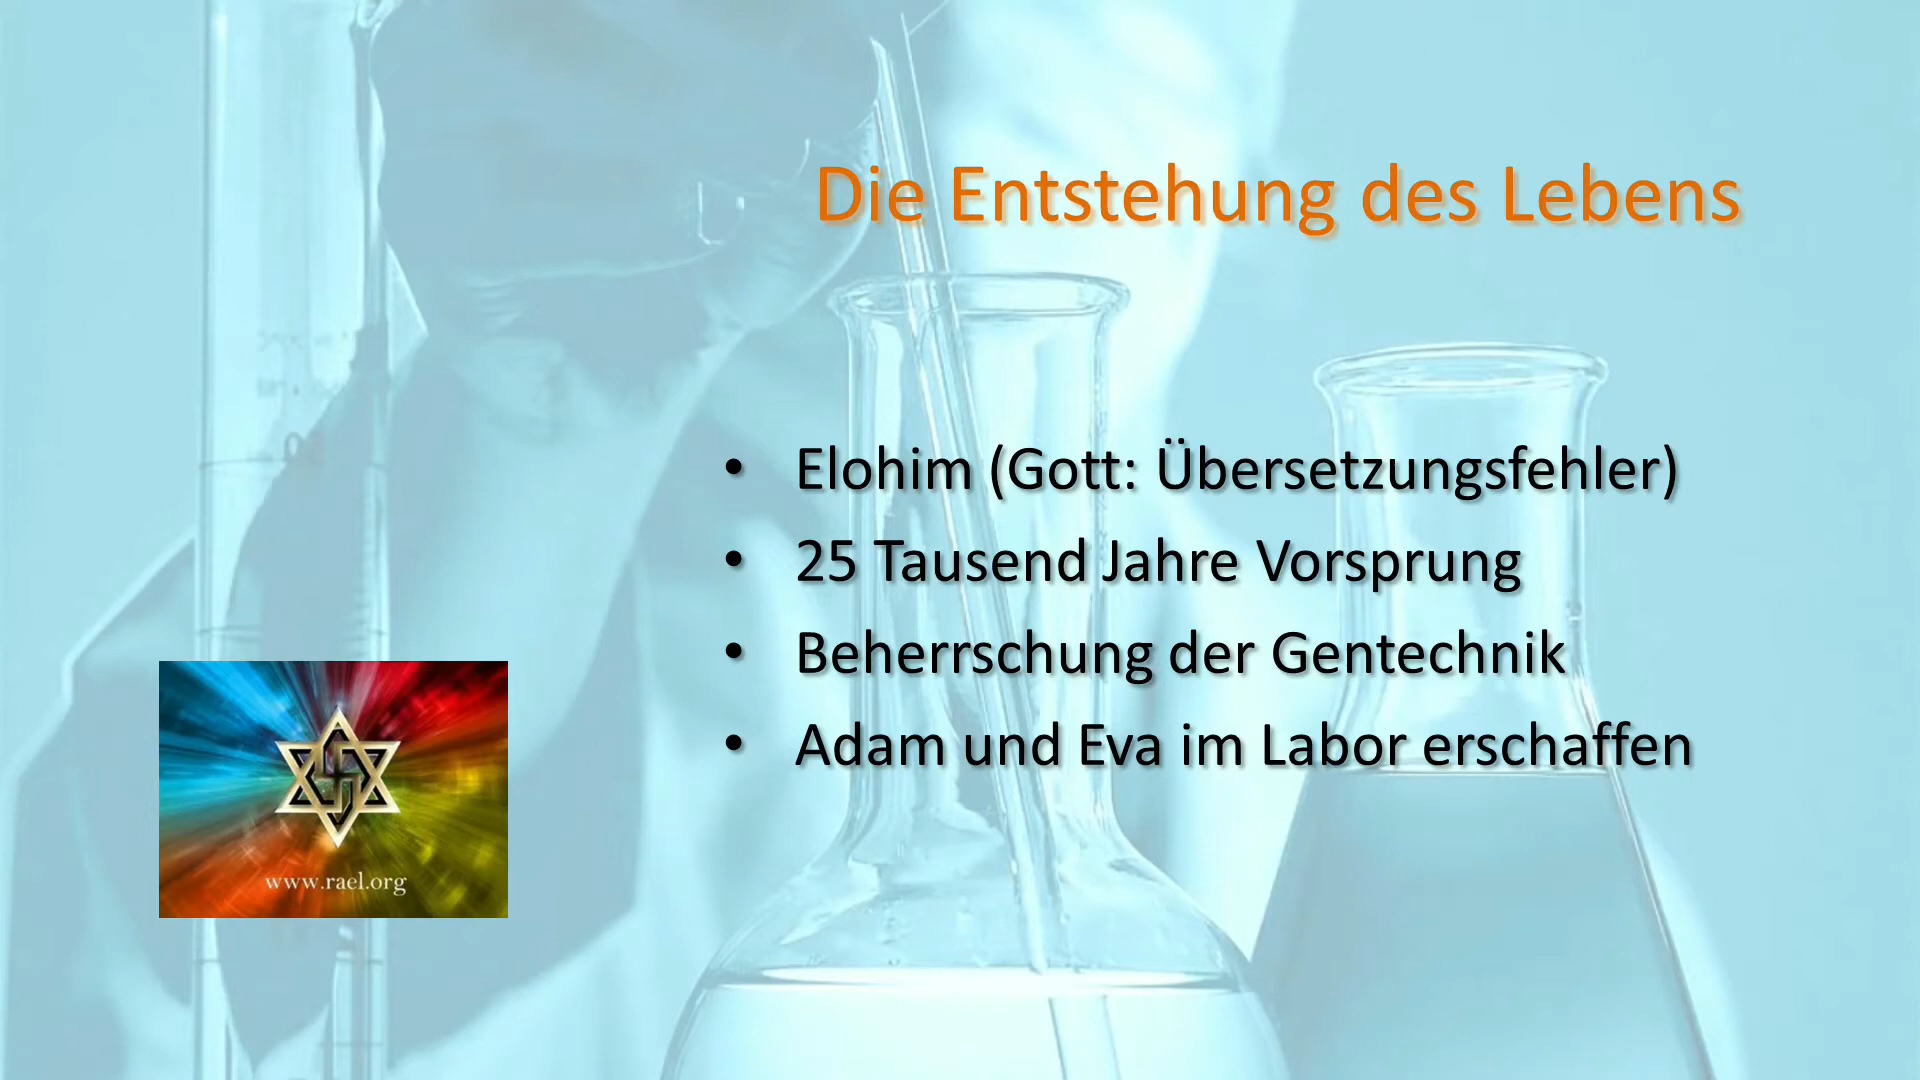 Die Entstehung des Lebens
• Elohim (Gott: Übersetzungsfehler)
• 25 Tausend Jahre Vorsprung
• Beherrschung der Gentechnik
• Adam und Eva im Labor erschaffen
www.rael.org